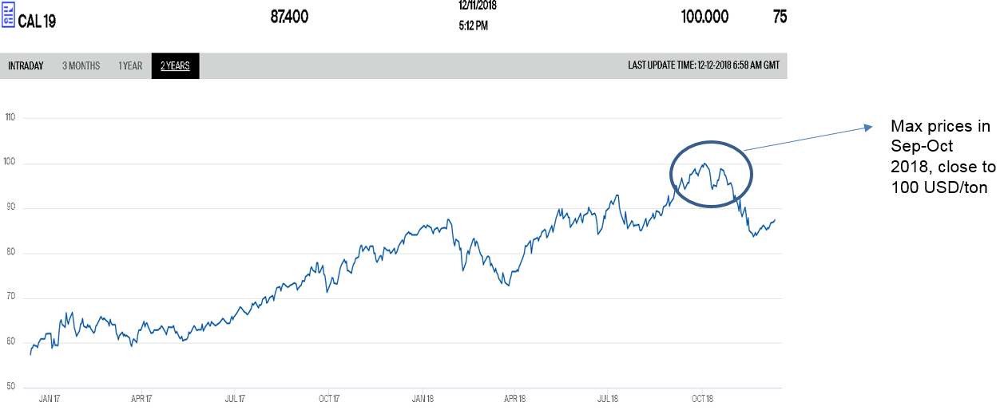 CAL 19
87.400
12/11/2018
5:12 PM
100.000
75
INTRADAY
3 MONTHS
1 YEAR
2 YEARS
LAST UPDATE TIME: 12-12-2018 6:58 AM GMT
110
100
90
80
70
60
50
JAN 17
APR 17
JUL 17
OCT 17
JAN 18
APR 18
JUL 18
OCT 18
Max prices in
Sep-Oct
2018, close to
100 USD/ton